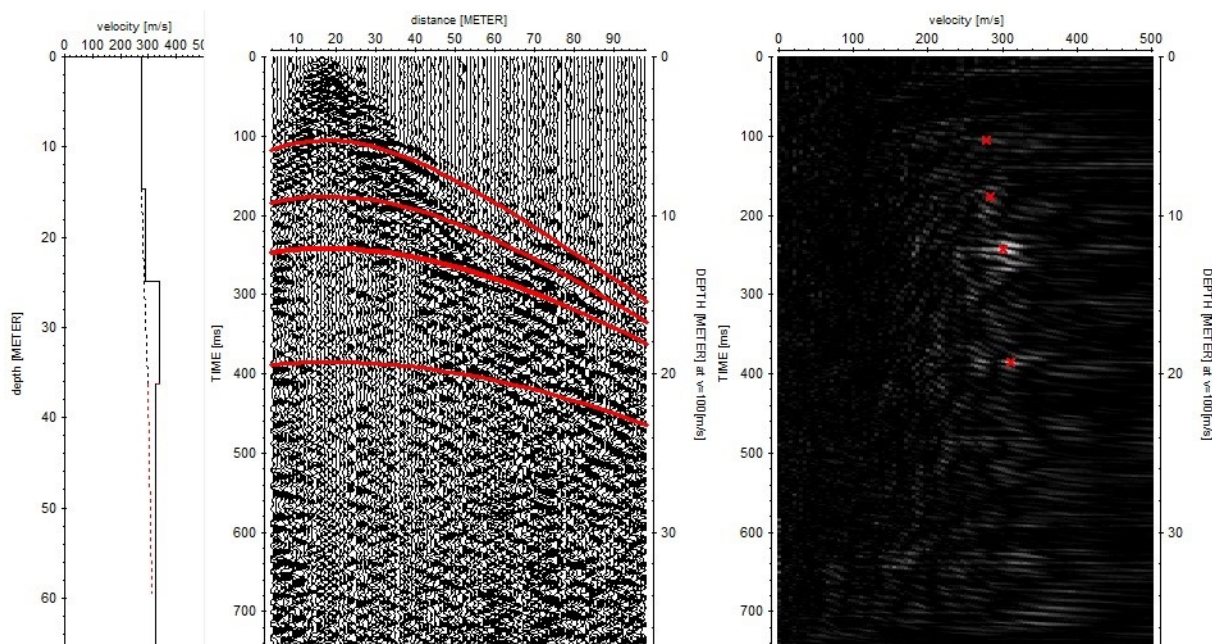 velocity [m/s]
0 100 200 300 400 50
0
10
20
30
40
50
60
depth [METER]
distance [METER]
10 20 30 40 50 60 70 80 90
0
100
200
300
400
500
600
700
TIME [ms]
0
10
20
30
DEPTH [METER] at v=100[m/s]
velocity [m/s]
0 100 200 300 400 500
0
100
200
300
400
500
600
700
TIME [ms]
0
10
20
30
DEPTH [METER] at v=100[m/s]